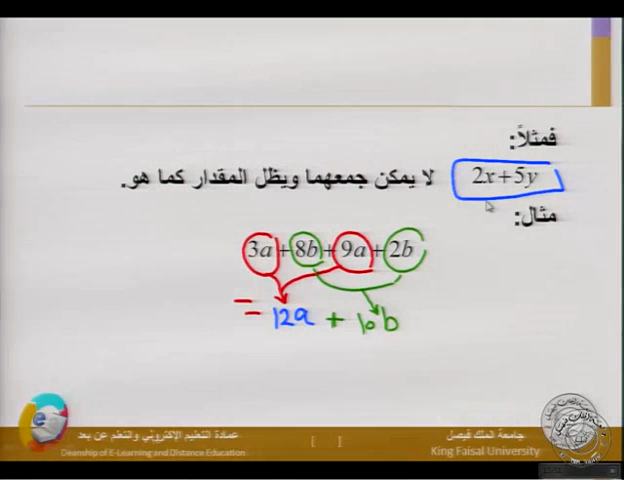 فمثلاً:
2x+5y لا يمكن جمعهما ويظل المقدار كما هو.
مثال:
3a+8b+9a+2b
= 12a + 10b
جامعة الملك فيصل
King Faisal University
[ ]
عمادة التعليم الإلكتروني والتعلم عن بعد
Deanship of E-Learning and Distance Education